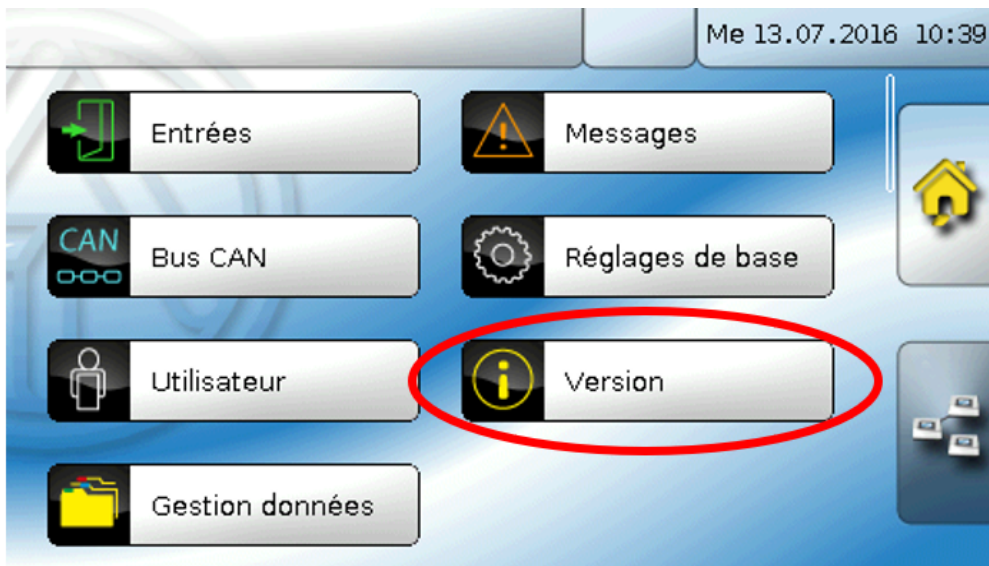 Me 13.07.2016 10:39
Entrées
Messages
CAN
Bus CAN
Réglages de base
Utilisateur
Version
Gestion données